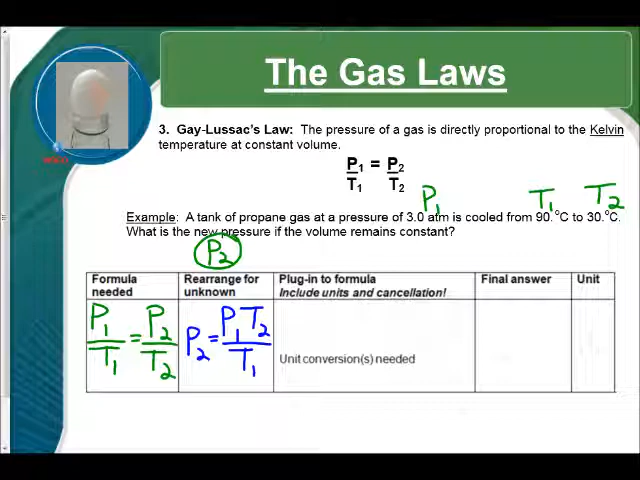 The Gas Laws
3. Gay-Lussac's Law: The pressure of a gas is directly proportional to the Kelvin
temperature at constant volume.
P1 = P2
T1 T2
P1 T1 T2
Example: A tank of propane gas at a pressure of 3.0 atm is cooled from 90.°C to 30.°C.
What is the new pressure if the volume remains constant?
P2
Formula needed
Rearrange for unknown
Plug-in to formula
Include units and cancellation!
Final answer
Unit
P1/T1 = P2/T2
P2 = P1T2/T1
Unit conversion(s) needed